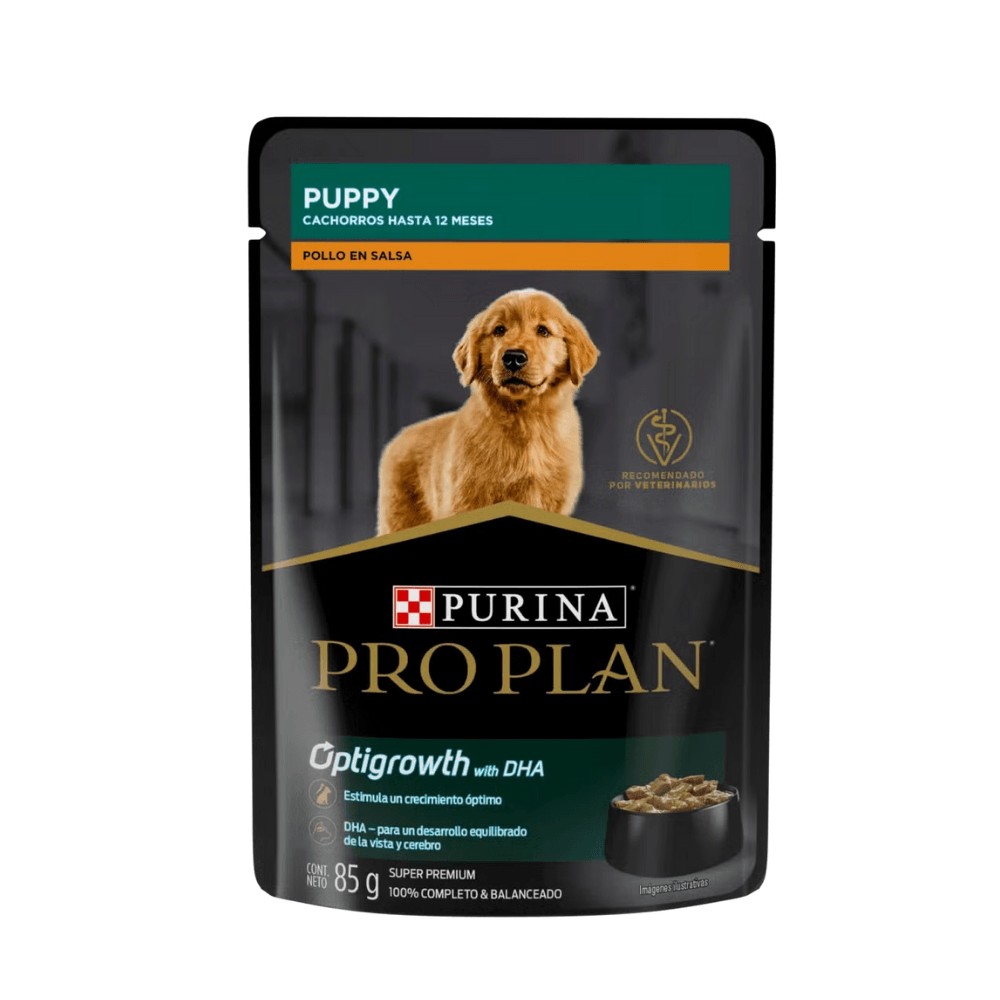 PUPPY
CACHORROS HASTA 12 MESES
POLLO EN SALSA
RECOMENDADO
POR VETERINARIOS
PURINA
PRO PLAN
Optigrowth with DHA
Estimula un crecimiento óptimo
DHA – para un desarrollo equilibrado
de la vista y cerebro
CONT.
NETO 85 g
SUPER PREMIUM
100% COMPLETO & BALANCEADO
Imágenes ilustrativas